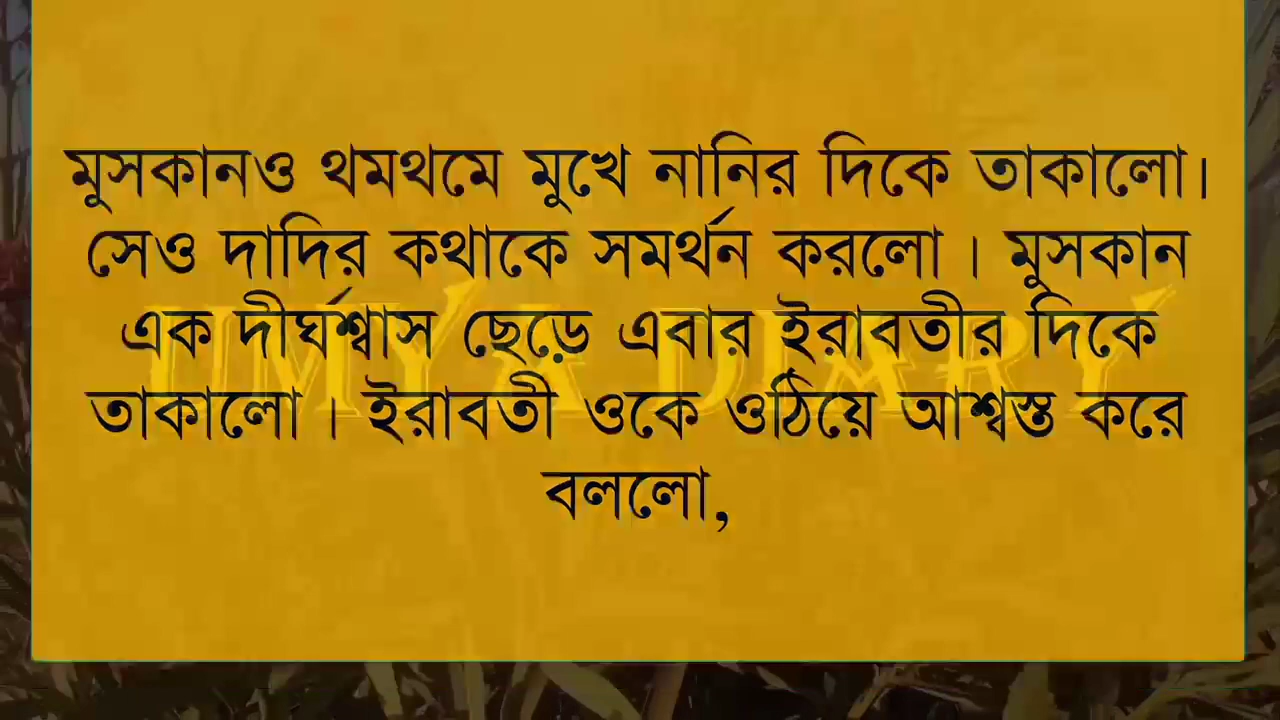 মুসকানও থমথমে মুখে নানির দিকে তাকালো।
সেও দাদির কথাকে সমর্থন করলো। মুসকান
এক দীর্ঘশ্বাস ছেড়ে এবার ইরাবতীর দিকে
তাকালো। ইরাবতী ওকে ওঠিয়ে আশ্বস্ত করে
বললো,